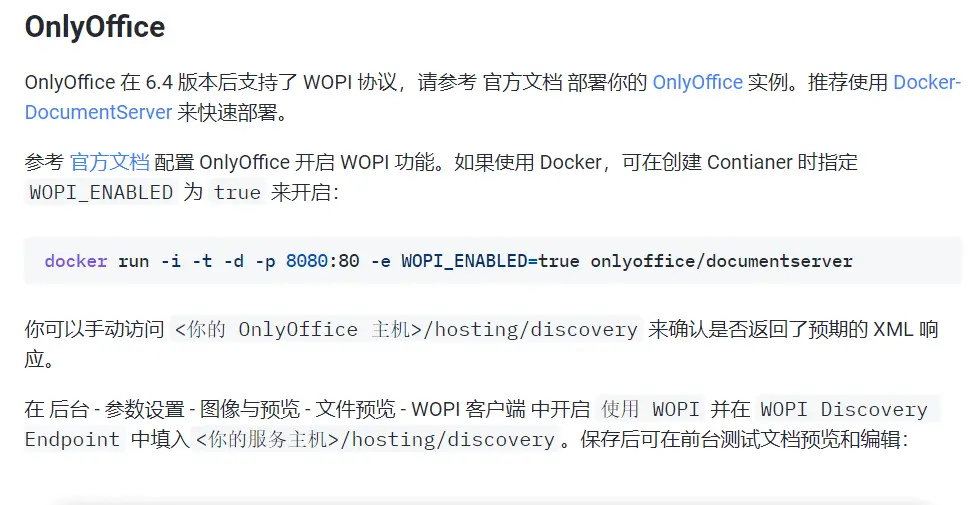 OnlyOffice
OnlyOffice 在 6.4 版本后支持了 WOPI 协议，请参考 官方文档 部署你的 OnlyOffice 实例。推荐使用 Docker-
DocumentServer 来快速部署。
参考 官方文档 配置 OnlyOffice 开启 WOPI 功能。如果使用 Docker，可在创建 Contianer 时指定
WOPI_ENABLED 为 true 来开启：
docker run -i -t -d -p 8080:80 -e WOPI_ENABLED=true onlyoffice/documentserver
你可以手动访问 <你的 OnlyOffice 主机>/hosting/discovery 来确认是否返回了预期的 XML 响
应。
在 后台 - 参数设置 - 图像与预览 - 文件预览 - WOPI 客户端 中开启 使用 WOPI 并在 WOPI Discovery
Endpoint 中填入 <你的服务主机>/hosting/discovery 。保存后可在前台测试文档预览和编辑：